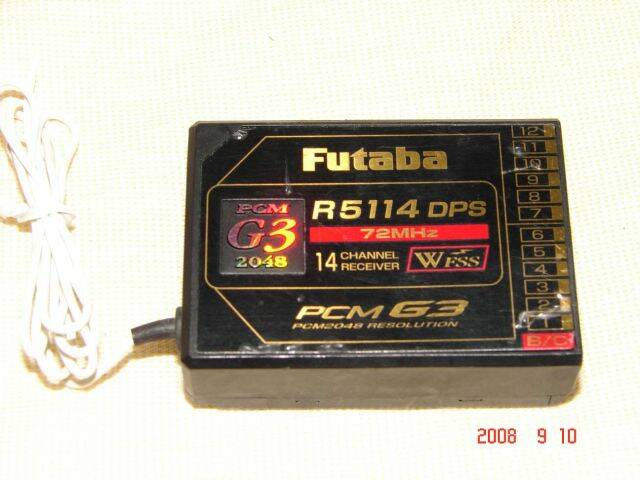 Futaba
PCM
G3
2048
R5114 DPS
72MHz
14 CHANNEL
RECEIVER
WFSS
PCM G3
PCM2048 RESOLUTION
12
11
10
9
8
7
6
5
4
3
2
1
B/C
2008 9 10